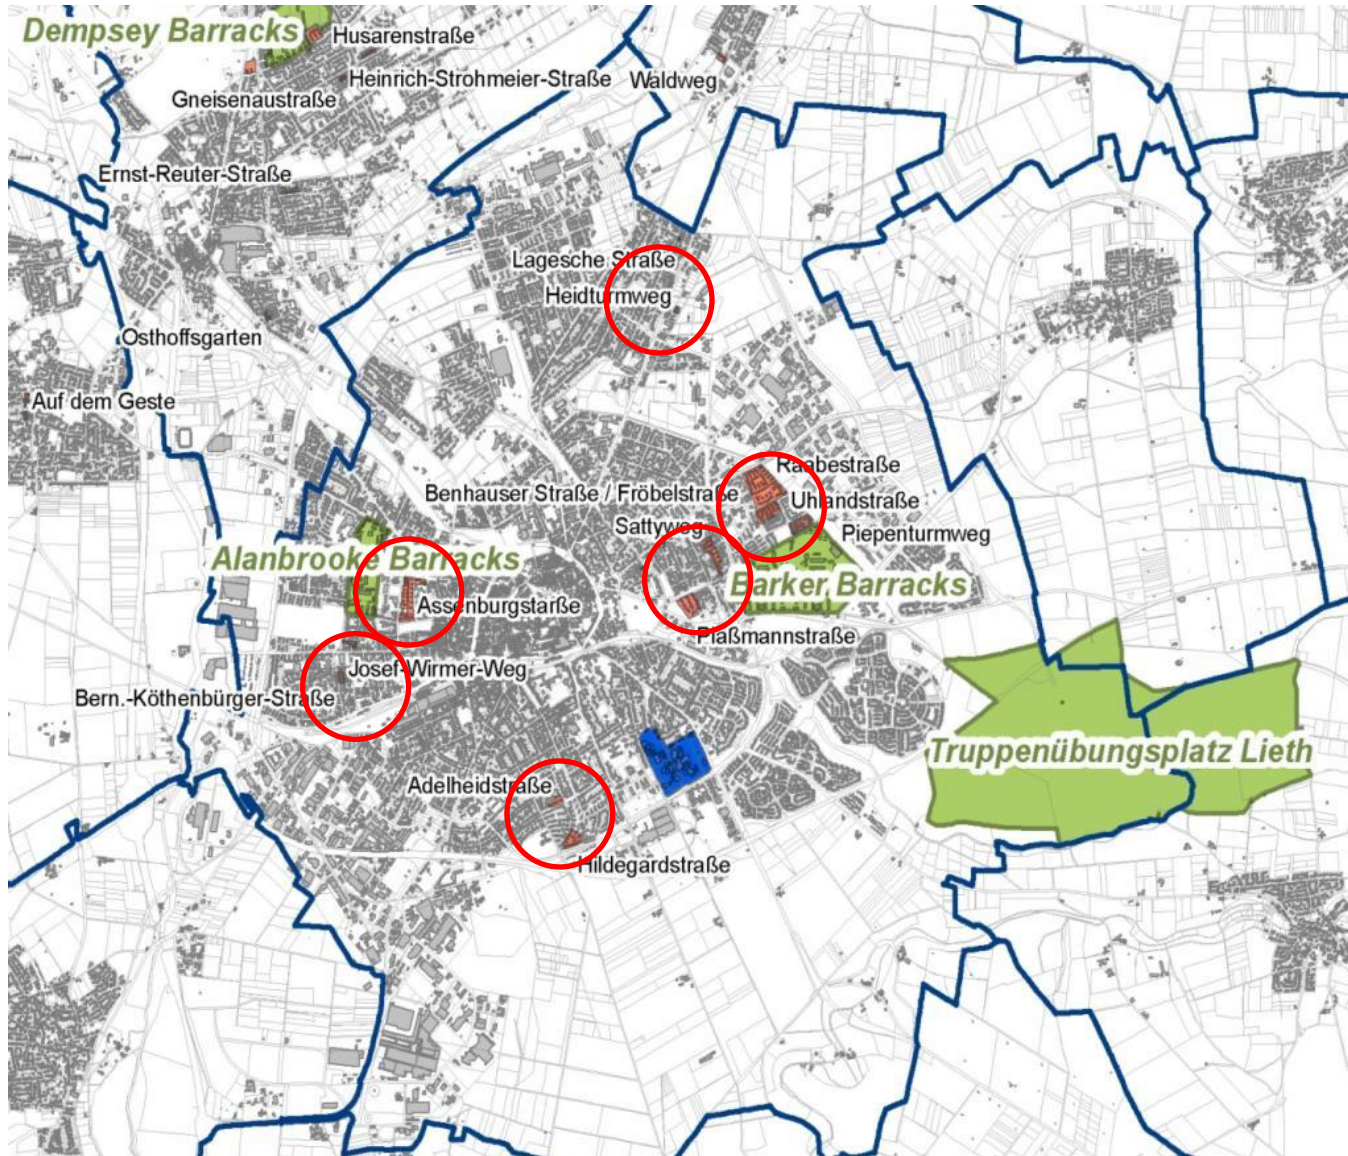 Dempsey Barracks
Husarenstraße
Heinrich-Strohmeier-Straße
Waldweg
Gneisenaustraße
Ernst-Reuter-Straße
Lagesche Straße
Heidturmweg
Osthoffsgarten
Auf dem Geste
Raabestraße
Benhauser Straße / Fröbelstraße
Uhlandstraße
Sattyweg
Piepenturmweg
Alanbrooke Barracks
Barker Barracks
Assenburgstarße
Plaßmannstraße
Josef-Wirmer-Weg
Bern.-Köthenbürger-Straße
Truppenübungsplatz Lieth
Adelheidstraße
Hildegardstraße